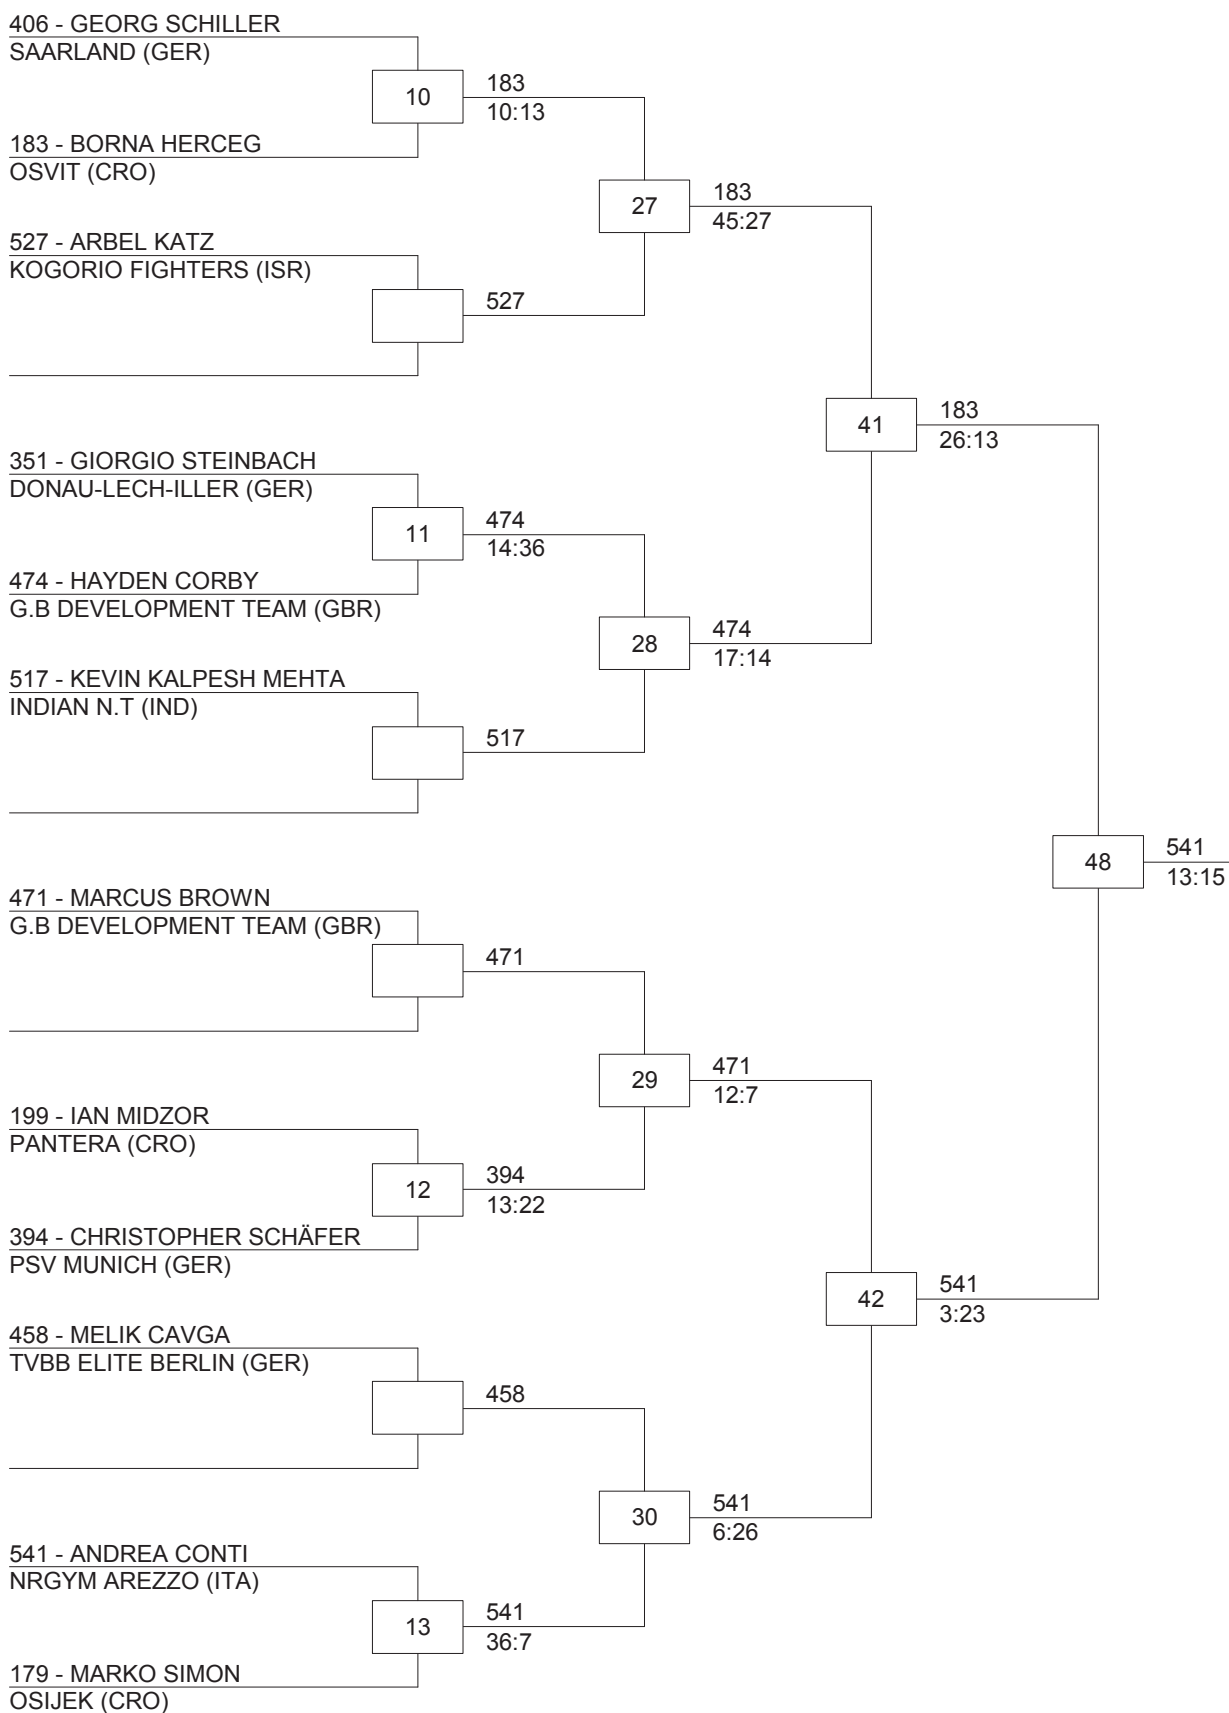 406 - GEORG SCHILLER
SAARLAND (GER)
10
183
10:13
183 - BORNA HERCEG
OSVIT (CRO)
27
183
45:27
527 - ARBEL KATZ
KOGORIO FIGHTERS (ISR)
527
41
183
26:13
351 - GIORGIO STEINBACH
DONAU-LECH-ILLER (GER)
11
474
14:36
474 - HAYDEN CORBY
G.B DEVELOPMENT TEAM (GBR)
28
474
17:14
517 - KEVIN KALPESH MEHTA
INDIAN N.T (IND)
517
48
541
13:15
471 - MARCUS BROWN
G.B DEVELOPMENT TEAM (GBR)
471
29
471
12:7
199 - IAN MIDZOR
PANTERA (CRO)
12
394
13:22
394 - CHRISTOPHER SCHÄFER
PSV MUNICH (GER)
42
541
3:23
458 - MELIK CAVGA
TVBB ELITE BERLIN (GER)
458
30
541
6:26
541 - ANDREA CONTI
NRGYM AREZZO (ITA)
13
541
36:7
179 - MARKO SIMON
OSIJEK (CRO)